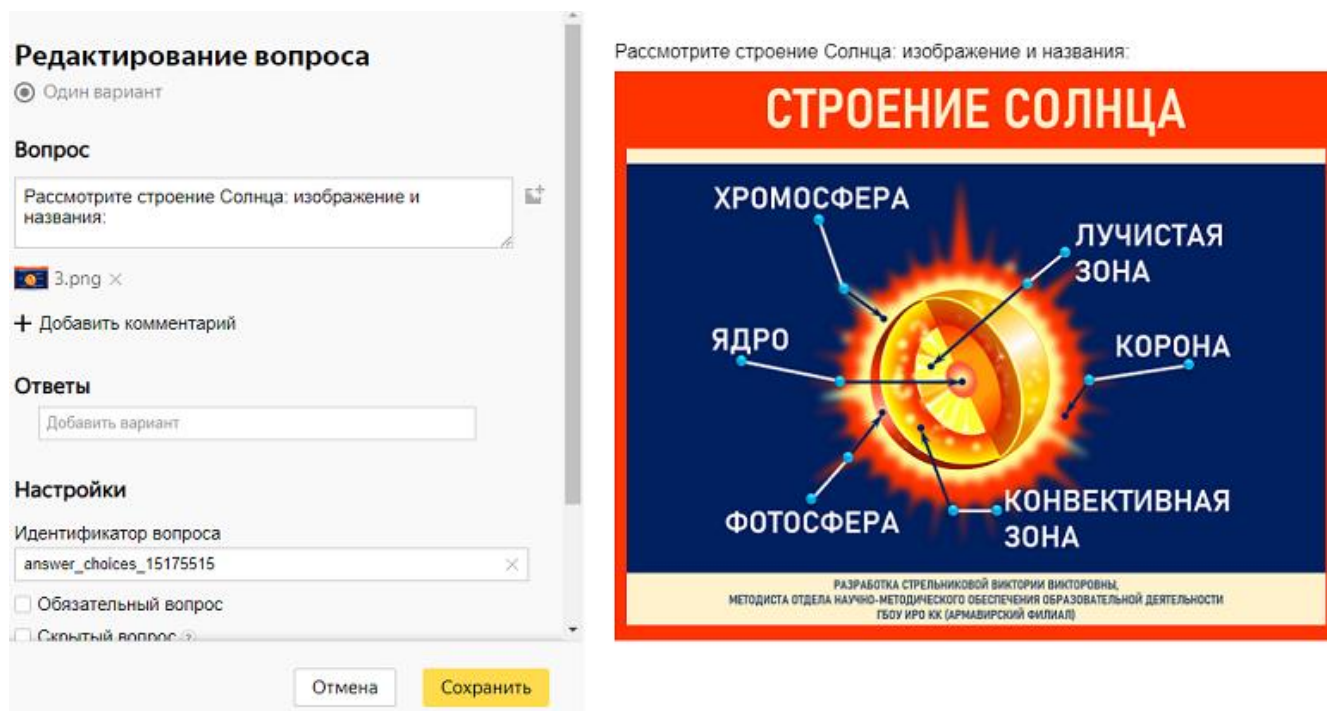 Редактирование вопроса
Один вариант
Вопрос
Рассмотрите строение Солнца: изображение и
названия:
3.png ×
+ Добавить комментарий
Ответы
Добавить вариант
Настройки
Идентификатор вопроса
answer_choices_15175515 ×
Обязательный вопрос
Скрытый вопрос ?
Отмена
Сохранить
Рассмотрите строение Солнца: изображение и названия:
СТРОЕНИЕ СОЛНЦА
ХРОМОСФЕРА
ЛУЧИСТАЯ
ЗОНА
ЯДРО
КОРОНА
ФОТОСФЕРА
КОНВЕКТИВНАЯ
ЗОНА
РАЗРАБОТКА СТРЕЛЬНИКОВОЙ ВИКТОРИИ ВИКТОРОВНЫ,
МЕТОДИСТА ОТДЕЛА НАУЧНО-МЕТОДИЧЕСКОГО ОБЕСПЕЧЕНИЯ ОБРАЗОВАТЕЛЬНОЙ ДЕЯТЕЛЬНОСТИ
ГБОУ ИРО КК (АРМАВИРСКИЙ ФИЛИАЛ)